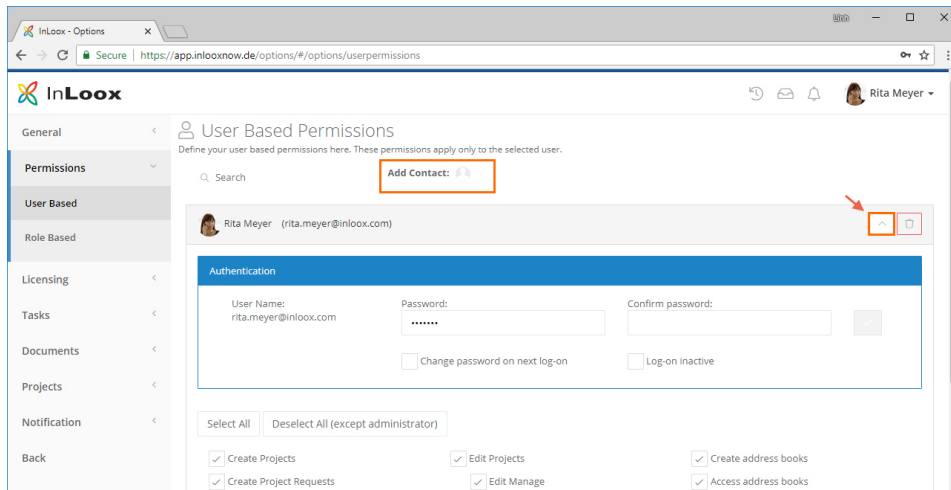 InLoox - Options
Linh
Secure | https://app.inlooxnow.de/options/#/options/userpermissions
InLoox
Rita Meyer
General
User Based Permissions
Define your user based permissions here. These permissions apply only to the selected user.
Permissions
Search
Add Contact:
User Based
Rita Meyer (rita.meyer@inloox.com)
Role Based
Authentication
Licensing
User Name:
Password:
Confirm password:
rita.meyer@inloox.com
•••••••
Tasks
Documents
Change password on next log-on
Log-on inactive
Projects
Notification
Select All
Deselect All (except administrator)
Back
Create Projects
Edit Projects
Create address books
Create Project Requests
Edit Manage
Access address books